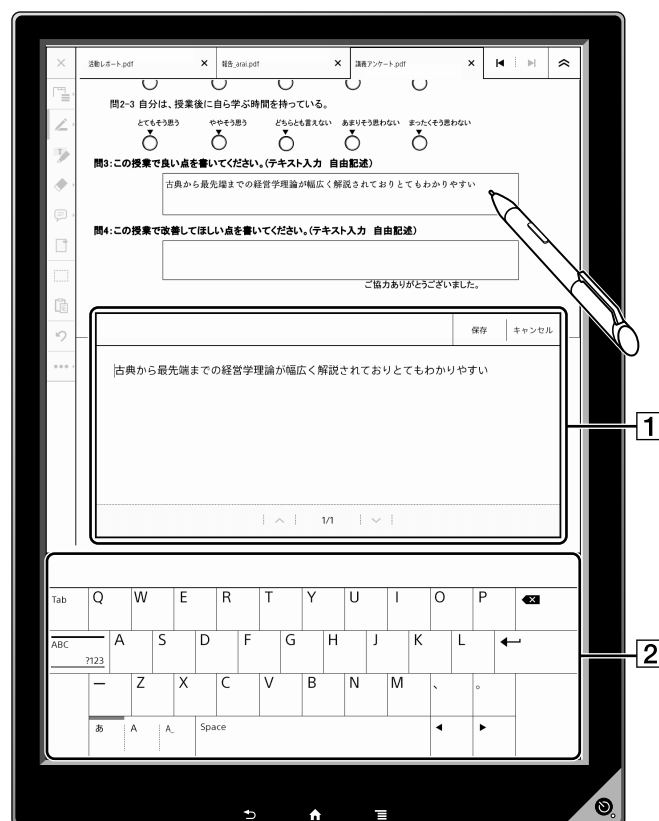 活動レポート.pdf
報告_arai.pdf
講義アンケート.pdf
問2-3 自分は、授業後に自ら学ぶ時間を持っている。
とてもそう思う ややそう思う どちらとも言えない あまりそう思わない まったくそう思わない
問3:この授業で良い点を書いてください。(テキスト入力 自由記述)
古典から最先端までの経営学理論が幅広く解説されておりとてもわかりやすい
問4:この授業で改善してほしい点を書いてください。(テキスト入力 自由記述)
ご協力ありがとうございました。
保存 キャンセル
古典から最先端までの経営学理論が幅広く解説されておりとてもわかりやすい
1/1
1
Tab Q W E R T Y U I O P
ABC ?123 A S D F G H J K L
2
ー Z X C V B N M 、 。
あ A A_ Space